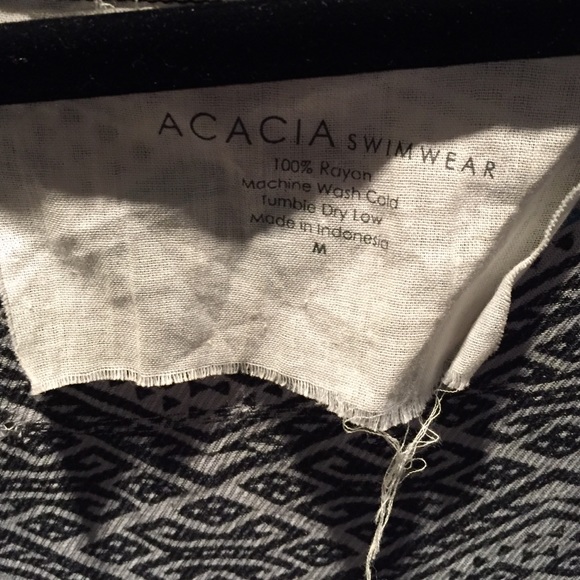 ACACIA SWIMWEAR
100% Rayon
Machine Wash Cold
Tumble Dry Low
Made in Indonesia
M